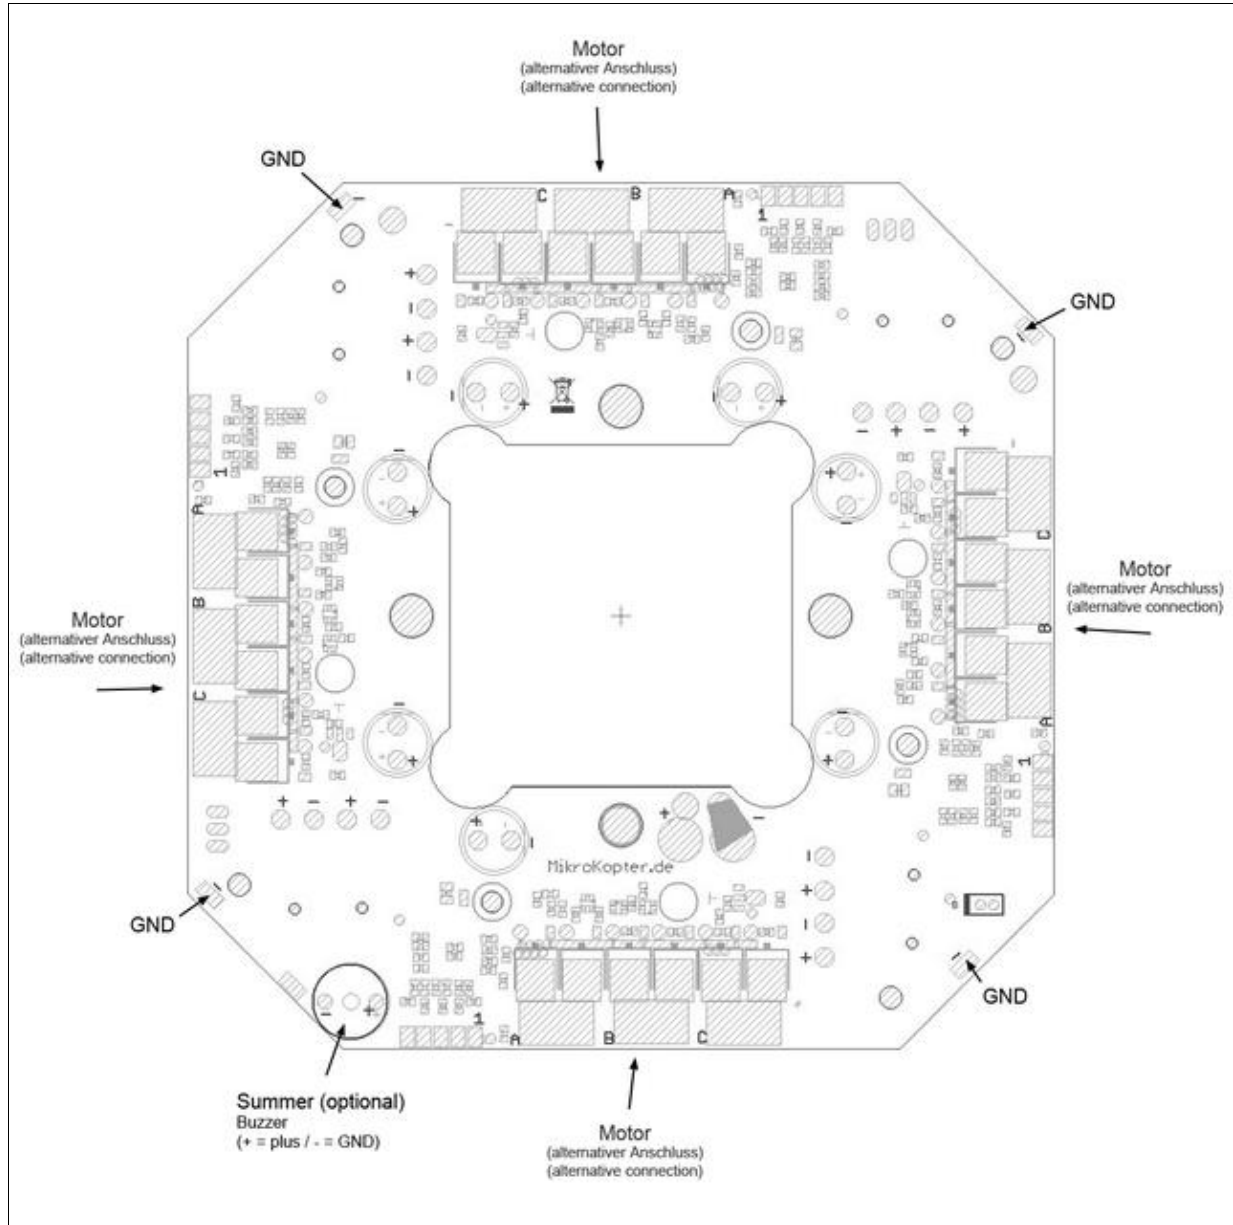 Motor
(alternativer Anschluss)
(alternative connection)
GND
C
B
A
1
GND
+
-
+
-
- + - +
1
A
B
C
Motor
(alternativer Anschluss)
(alternative connection)
C
B
A
Motor
(alternativer Anschluss)
(alternative connection)
1
+ - + -
+ -
MikroKopter.de
-
+
-
+
GND
GND
- +
1
A
B
C
Summer (optional)
Buzzer
(+ = plus / - = GND)
Motor
(alternativer Anschluss)
(alternative connection)